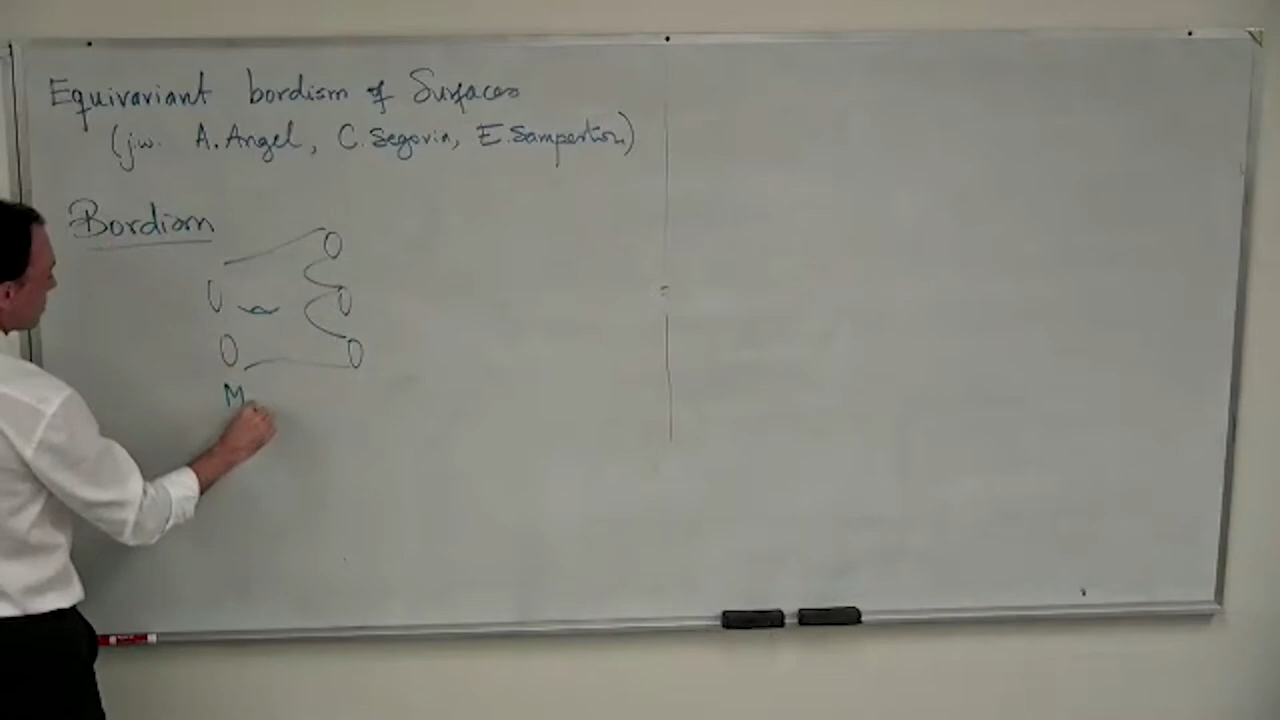 Equivariant bordism of Surfaces
(j.w. A. Angel, C. Segovia, E. Samperton)
Bordism
M